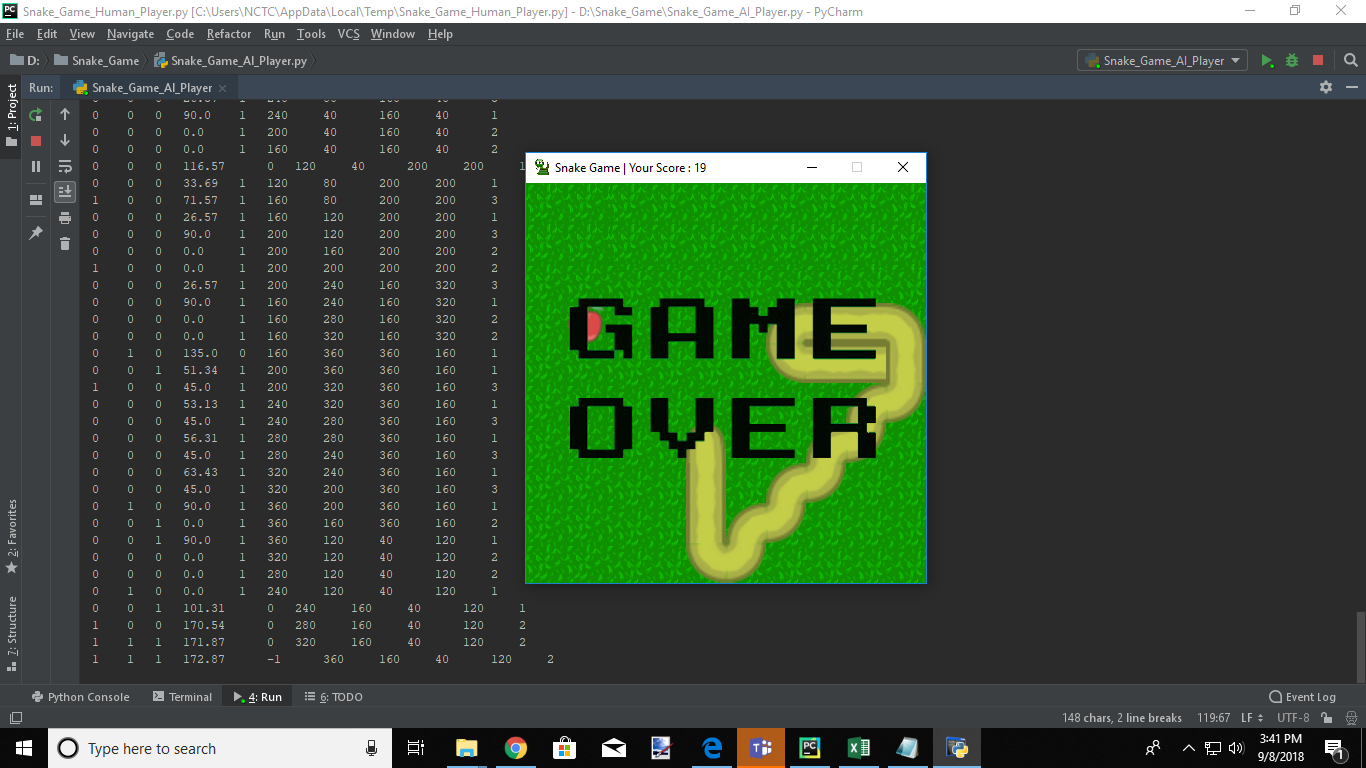 Snake_Game_Human_Player.py [C:\Users\NCTC\AppData\Local\Temp\Snake_Game_Human_Player.py] - D:\Snake_Game\Snake_Game_AI_Player.py - PyCharm
File Edit View Navigate Code Refactor Run Tools VCS Window Help
D: Snake_Game Snake_Game_AI_Player.py Snake_Game_AI_Player
1: Project
Run: Snake_Game_AI_Player
0 0 0 90.0 1 240 40 160 40 1
0 0 0 0.0 1 200 40 160 40 2
0 0 0 0.0 1 160 40 160 40 2
0 0 0 116.57 0 120 40 200 200 1
0 0 0 33.69 1 120 80 200 200 1
1 0 0 71.57 1 160 80 200 200 3
0 0 0 26.57 1 160 120 200 200 1
0 0 0 90.0 1 200 120 200 200 3
0 0 0 0.0 1 200 160 200 200 2
1 0 0 0.0 1 200 200 200 200 2
0 0 0 26.57 1 200 240 160 320 3
0 0 0 90.0 1 160 240 160 320 1
0 0 0 0.0 1 160 280 160 320 2
0 0 0 0.0 1 160 320 160 320 2
0 1 0 135.0 0 160 360 360 160 1
0 0 1 51.34 1 200 360 360 160 1
1 0 0 45.0 1 200 320 360 160 3
0 0 0 53.13 1 240 320 360 160 1
0 0 0 45.0 1 240 280 360 160 3
0 0 0 56.31 1 280 280 360 160 1
0 0 0 45.0 1 280 240 360 160 3
0 0 0 63.43 1 320 240 360 160 1
0 0 0 45.0 1 320 200 360 160 3
0 1 0 90.0 1 360 200 360 160 1
0 0 1 0.0 1 360 160 360 160 2
0 0 1 90.0 1 360 120 40 120 1
0 0 0 0.0 1 320 120 40 120 2
0 0 0 0.0 1 280 120 40 120 2
0 1 0 0.0 1 240 120 40 120 1
0 0 1 101.31 0 240 160 40 120 1
1 0 0 170.54 0 280 160 40 120 2
1 1 1 171.87 0 320 160 40 120 2
1 1 1 172.87 -1 360 160 40 120 2
Snake Game | Your Score : 19
GAME
OVER
2: Favorites
7: Structure
Python Console Terminal 4: Run 6: TODO Event Log
148 chars, 2 line breaks 119:67 LF UTF-8
Type here to search
3:41 PM
9/8/2018
1